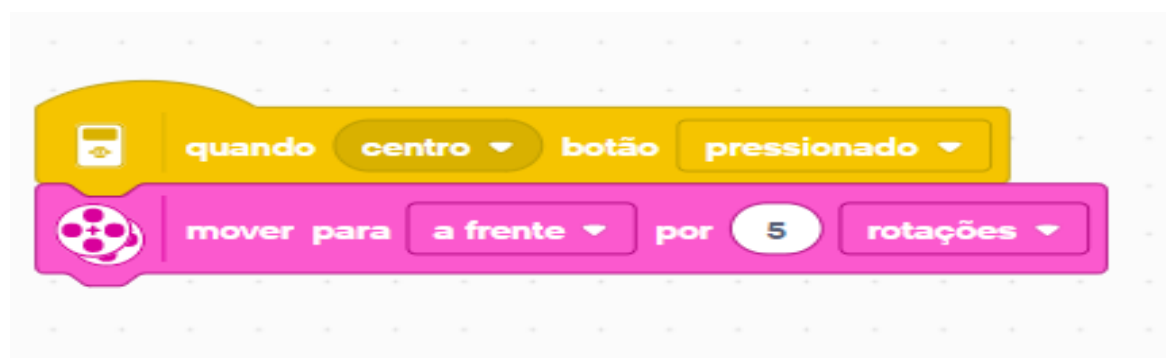 quando centro botão pressionado
mover para a frente por 5 rotações